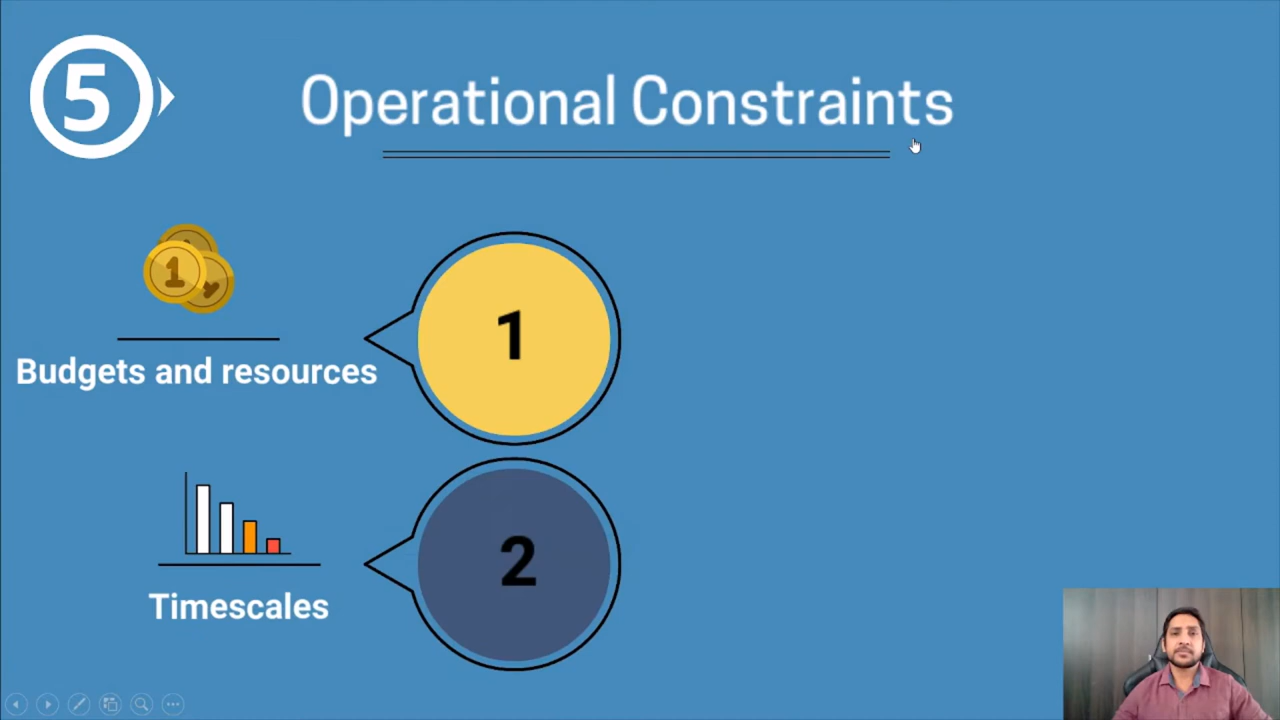 5
Operational Constraints
1
Budgets and resources
1
Timescales
2